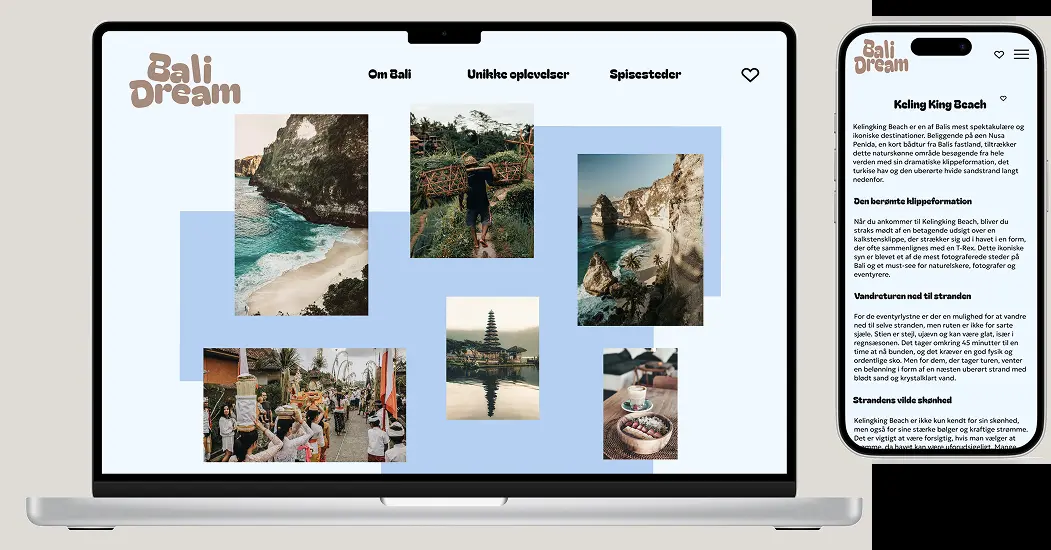 Bali
Dream
Om Bali
Unikke oplevelser
Spisesteder
Bali
Dream
Keling King Beach
Kelingking Beach er en af Balis mest spektakulære og
ikoniske destinationer. Beliggende på øen Nusa
Penida, en kort bådtur fra Balis fastland, tiltrækker
dette naturskønne område besøgende fra hele
verden med sin dramatiske klippeformation, det
turkise hav og den uberørte hvide sandstrand langt
nedenfor.
Den berømte klippeformation
Når du ankommer til Kelingking Beach, bliver du
straks mødt af en betagende udsigt over en
kalkstensklippe, der strækker sig ud i havet i en form,
der ofte sammenlignes med en T-Rex. Dette ikoniske
syn er blevet et af de mest fotograferede steder på
Bali og et must-see for naturelskere, fotografer og
eventyrere.
Vandreturen ned til stranden
For de eventyrlystne er der en mulighed for at vandre
ned til selve stranden, men ruten er ikke for sarte
sjæle. Stien er stejl, ujævn og kan være glat, især i
regnsæsonen. Det tager omkring 45 minutter til en
time at nå bunden, og det kræver en god fysik og
ordentlige sko. Men for dem, der tager turen, venter
en belønning i form af en næsten uberørt strand med
blødt sand og krystalklart vand.
Strandens vilde skønhed
Kelingking Beach er ikke kun kendt for sin skønhed,
men også for sine stærke bølger og kraftige strømme.
Det er vigtigt at være forsigtig, hvis man vælger at
svømme, da havet kan være uforudsigeligt. Mange